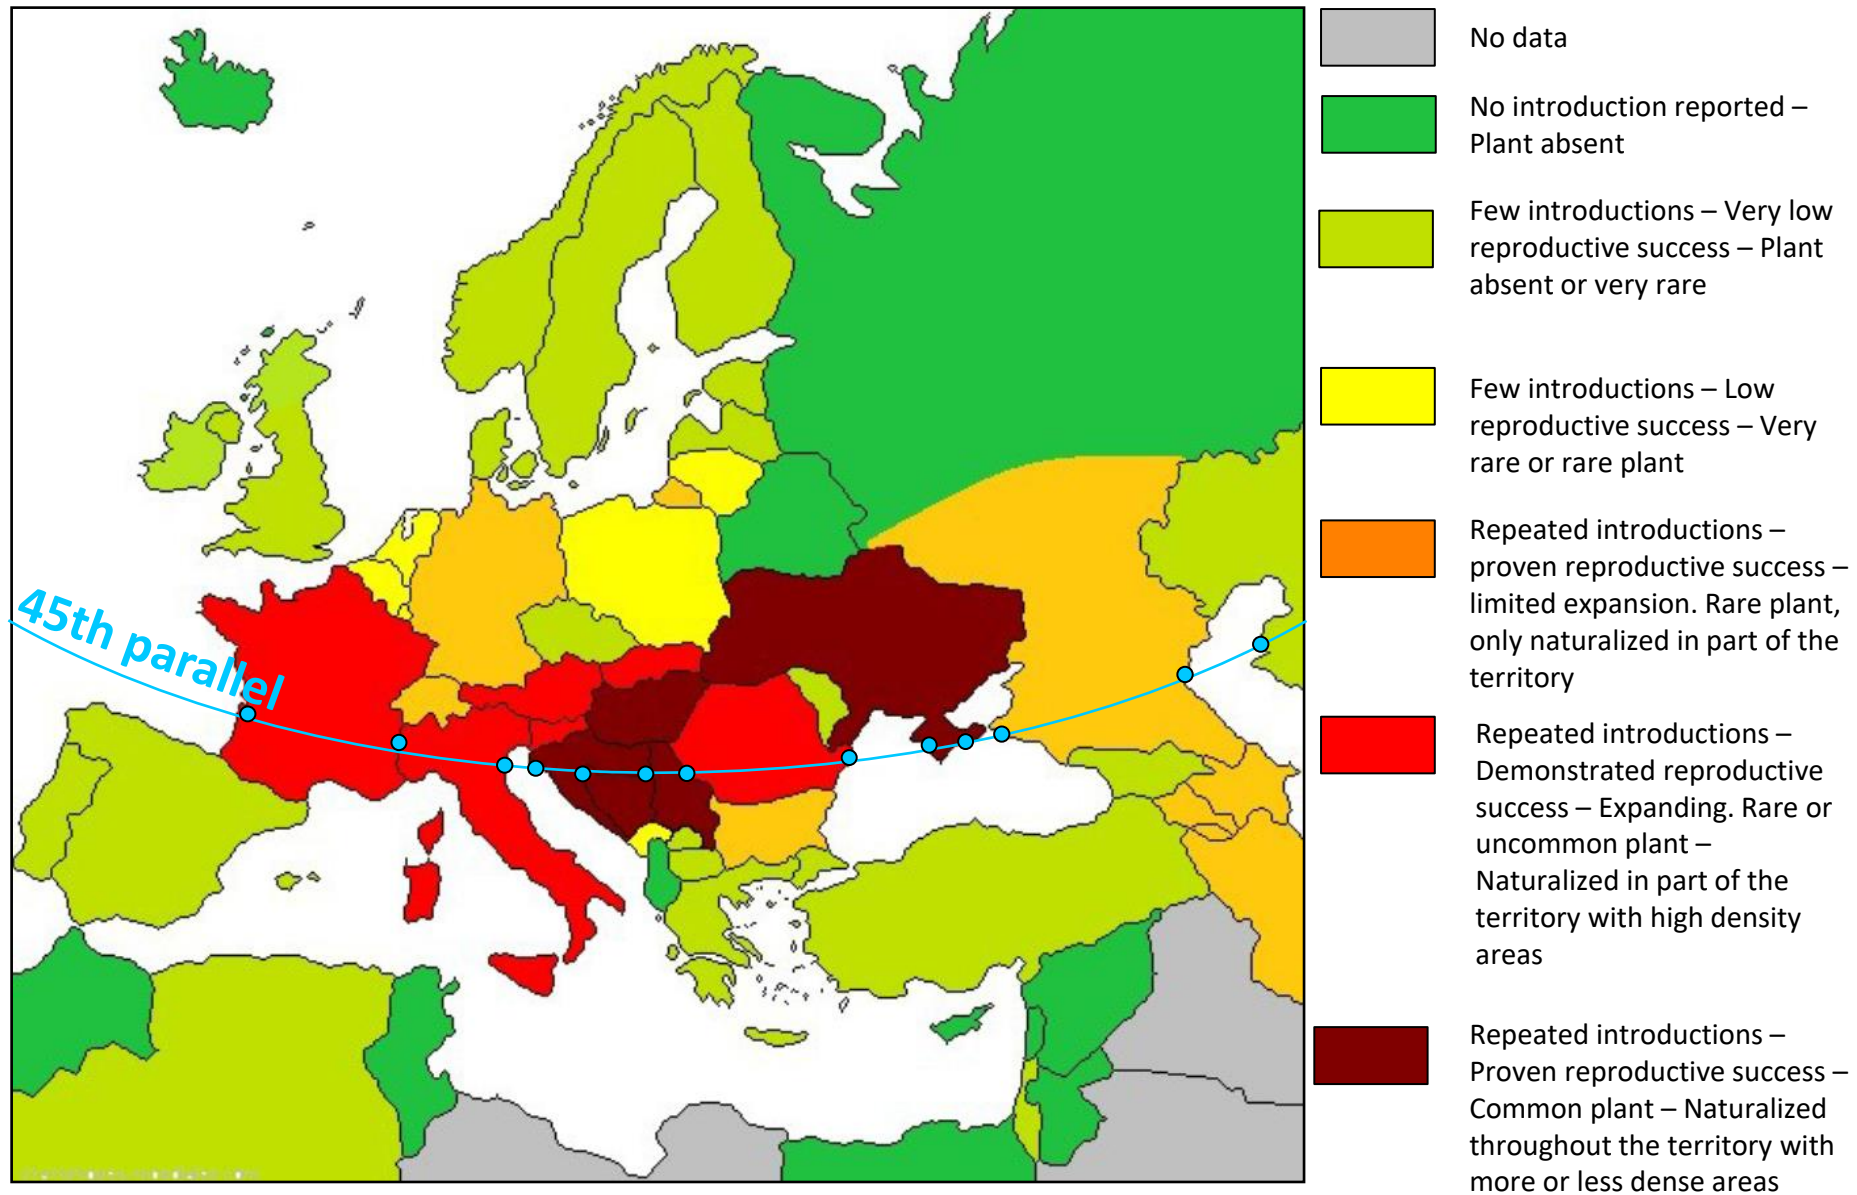 45th parallel
No data
No introduction reported –
Plant absent
Few introductions – Very low
reproductive success – Plant
absent or very rare
Few introductions – Low
reproductive success – Very
rare or rare plant
Repeated introductions –
proven reproductive success –
limited expansion. Rare plant,
only naturalized in part of the
territory
Repeated introductions –
Demonstrated reproductive
success – Expanding. Rare or
uncommon plant –
Naturalized in part of the
territory with high density
areas
Repeated introductions –
Proven reproductive success –
Common plant – Naturalized
throughout the territory with
more or less dense areas